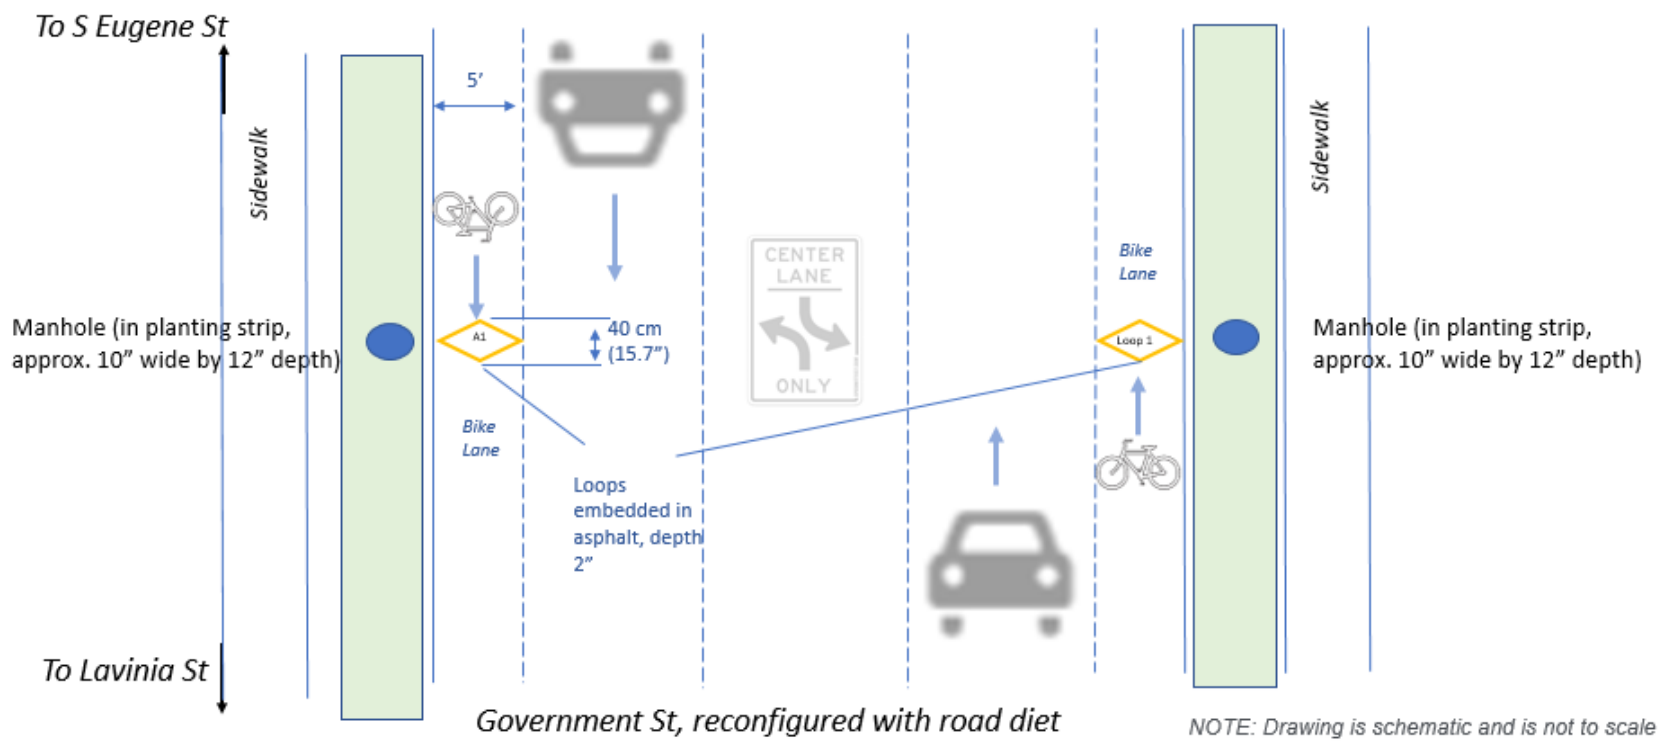 To S Eugene St
5’
Sidewalk
Sidewalk
Bike
Lane
CENTER
LANE
ONLY
Manhole (in planting strip,
approx. 10” wide by 12” depth)
A1
40 cm
(15.7”)
Loop 1
Manhole (in planting strip,
approx. 10” wide by 12” depth)
Bike
Lane
Loops
embedded in
asphalt, depth
2”
To Lavinia St
Government St, reconfigured with road diet
NOTE: Drawing is schematic and is not to scale